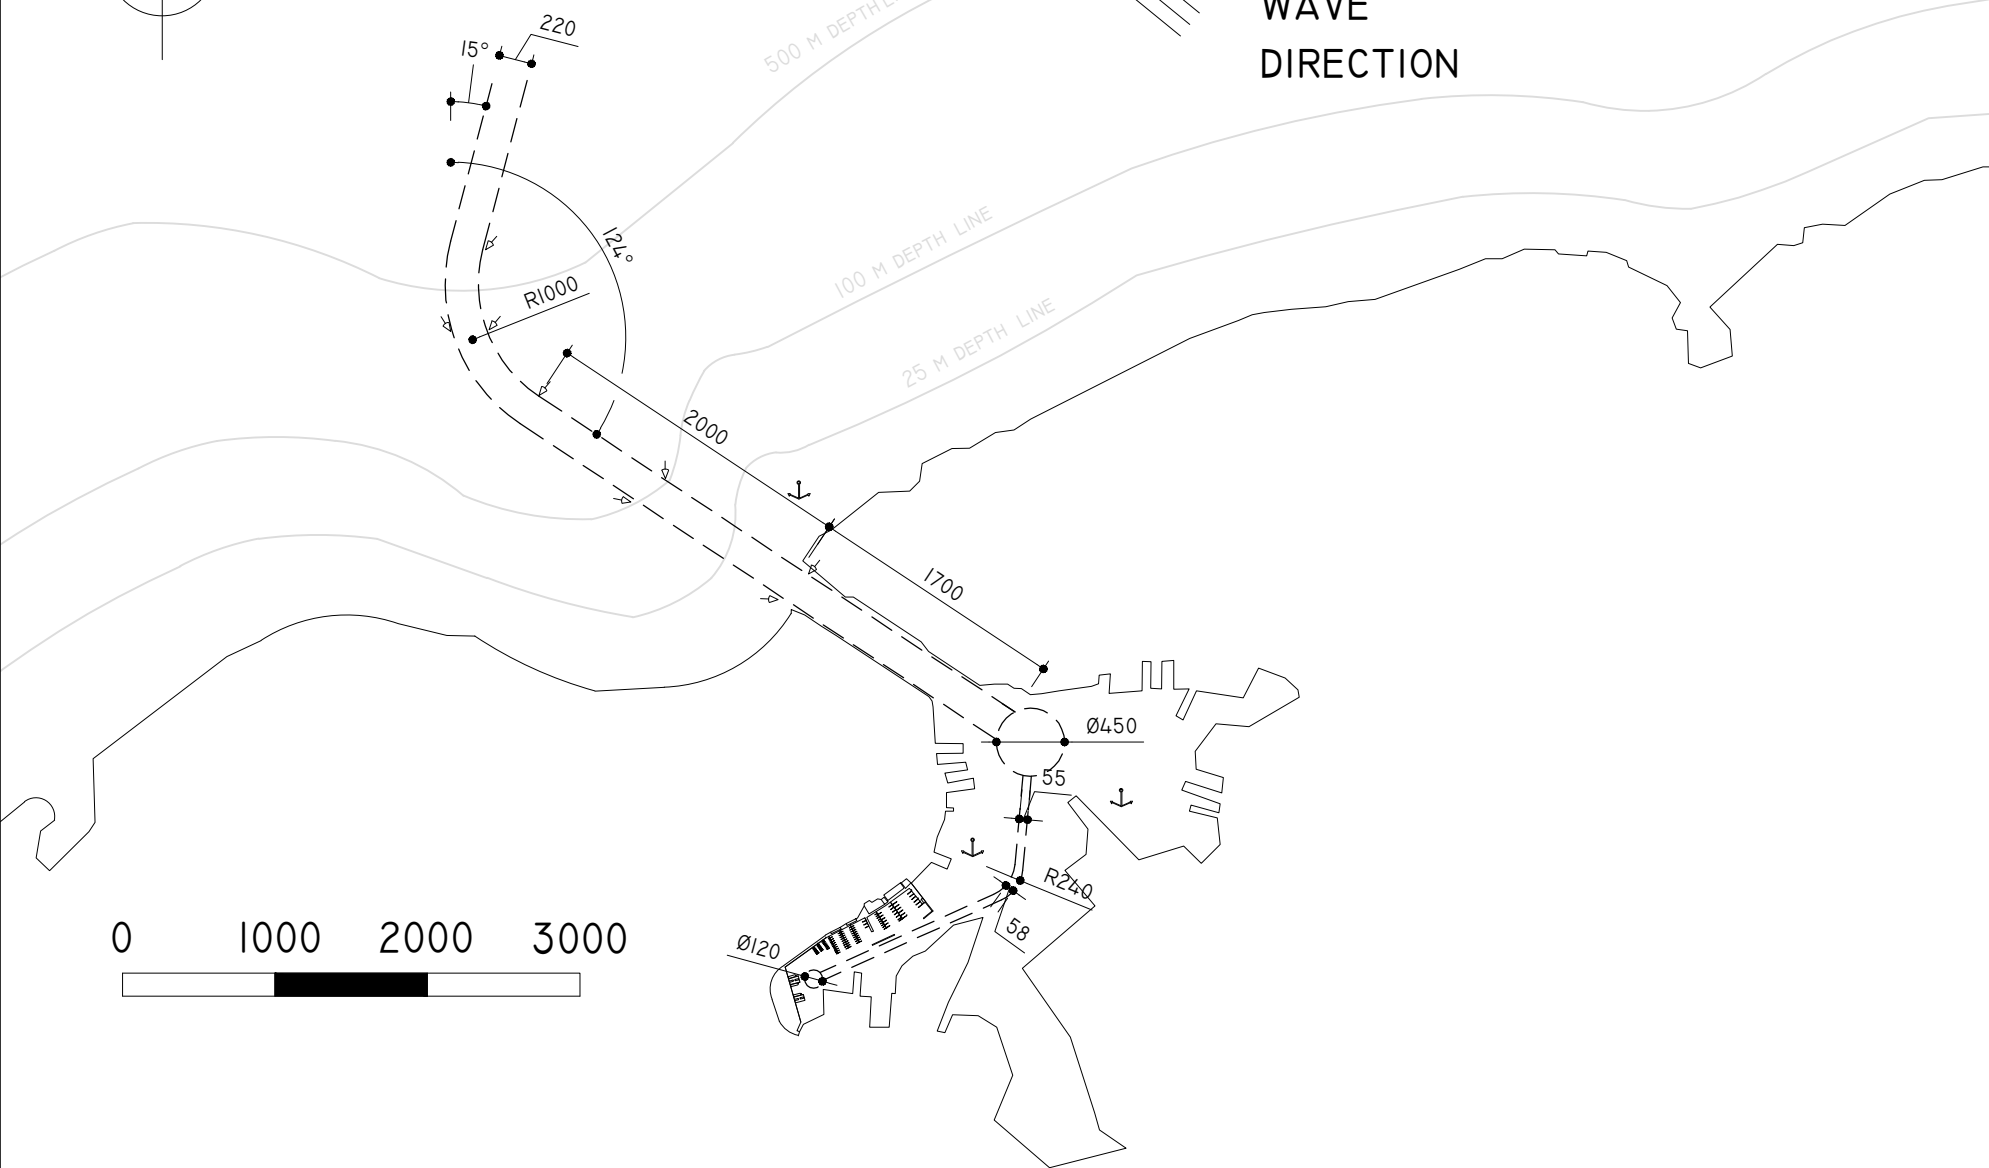 WAVE
DIRECTION
220
15°
500 M DEPTH
124°
R1000
100 M DEPTH LINE
25 M DEPTH LINE
2000
1700
Ø450
55
R240
58
Ø120
0 1000 2000 3000